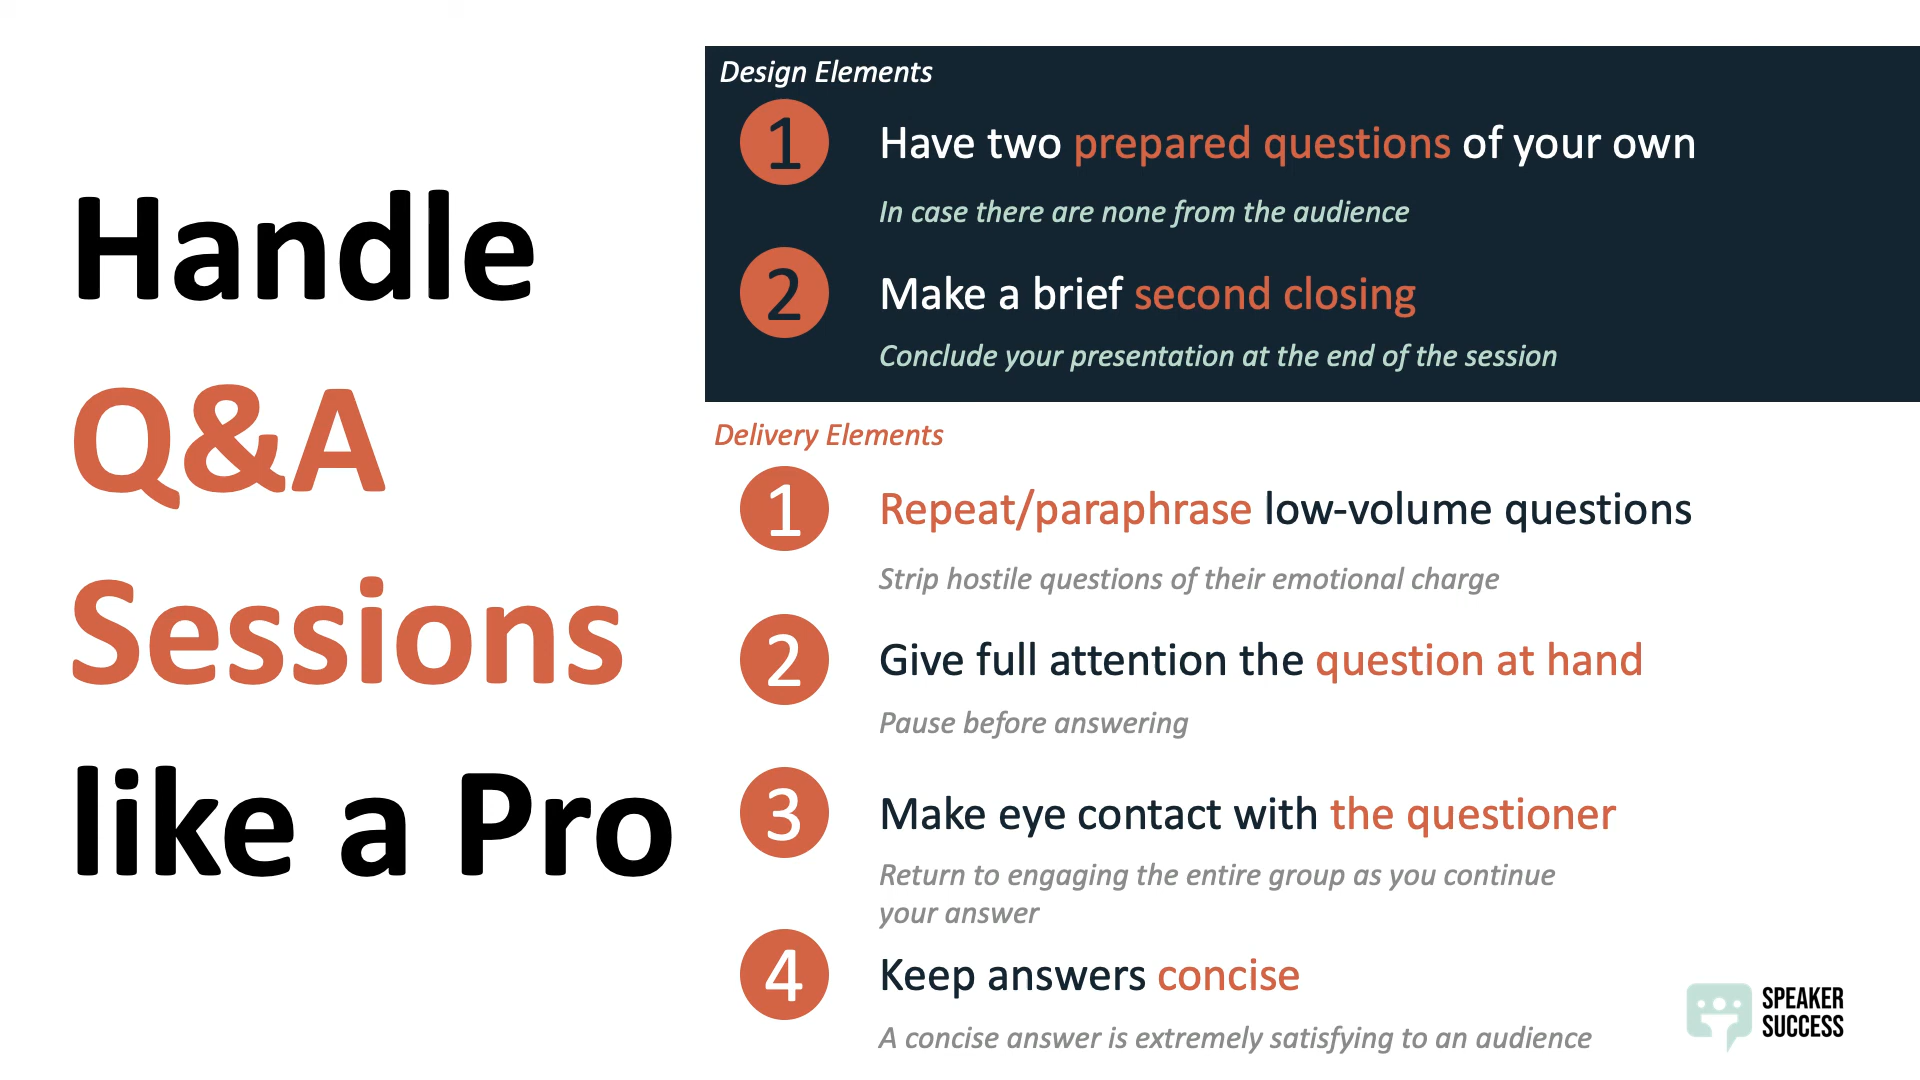 Handle
Q&A
Sessions
like a Pro
Design Elements
1
Have two prepared questions of your own
In case there are none from the audience
2
Make a brief second closing
Conclude your presentation at the end of the session
Delivery Elements
1
Repeat/paraphrase low-volume questions
Strip hostile questions of their emotional charge
2
Give full attention the question at hand
Pause before answering
3
Make eye contact with the questioner
Return to engaging the entire group as you continue
your answer
4
Keep answers concise
A concise answer is extremely satisfying to an audience
SPEAKER
SUCCESS